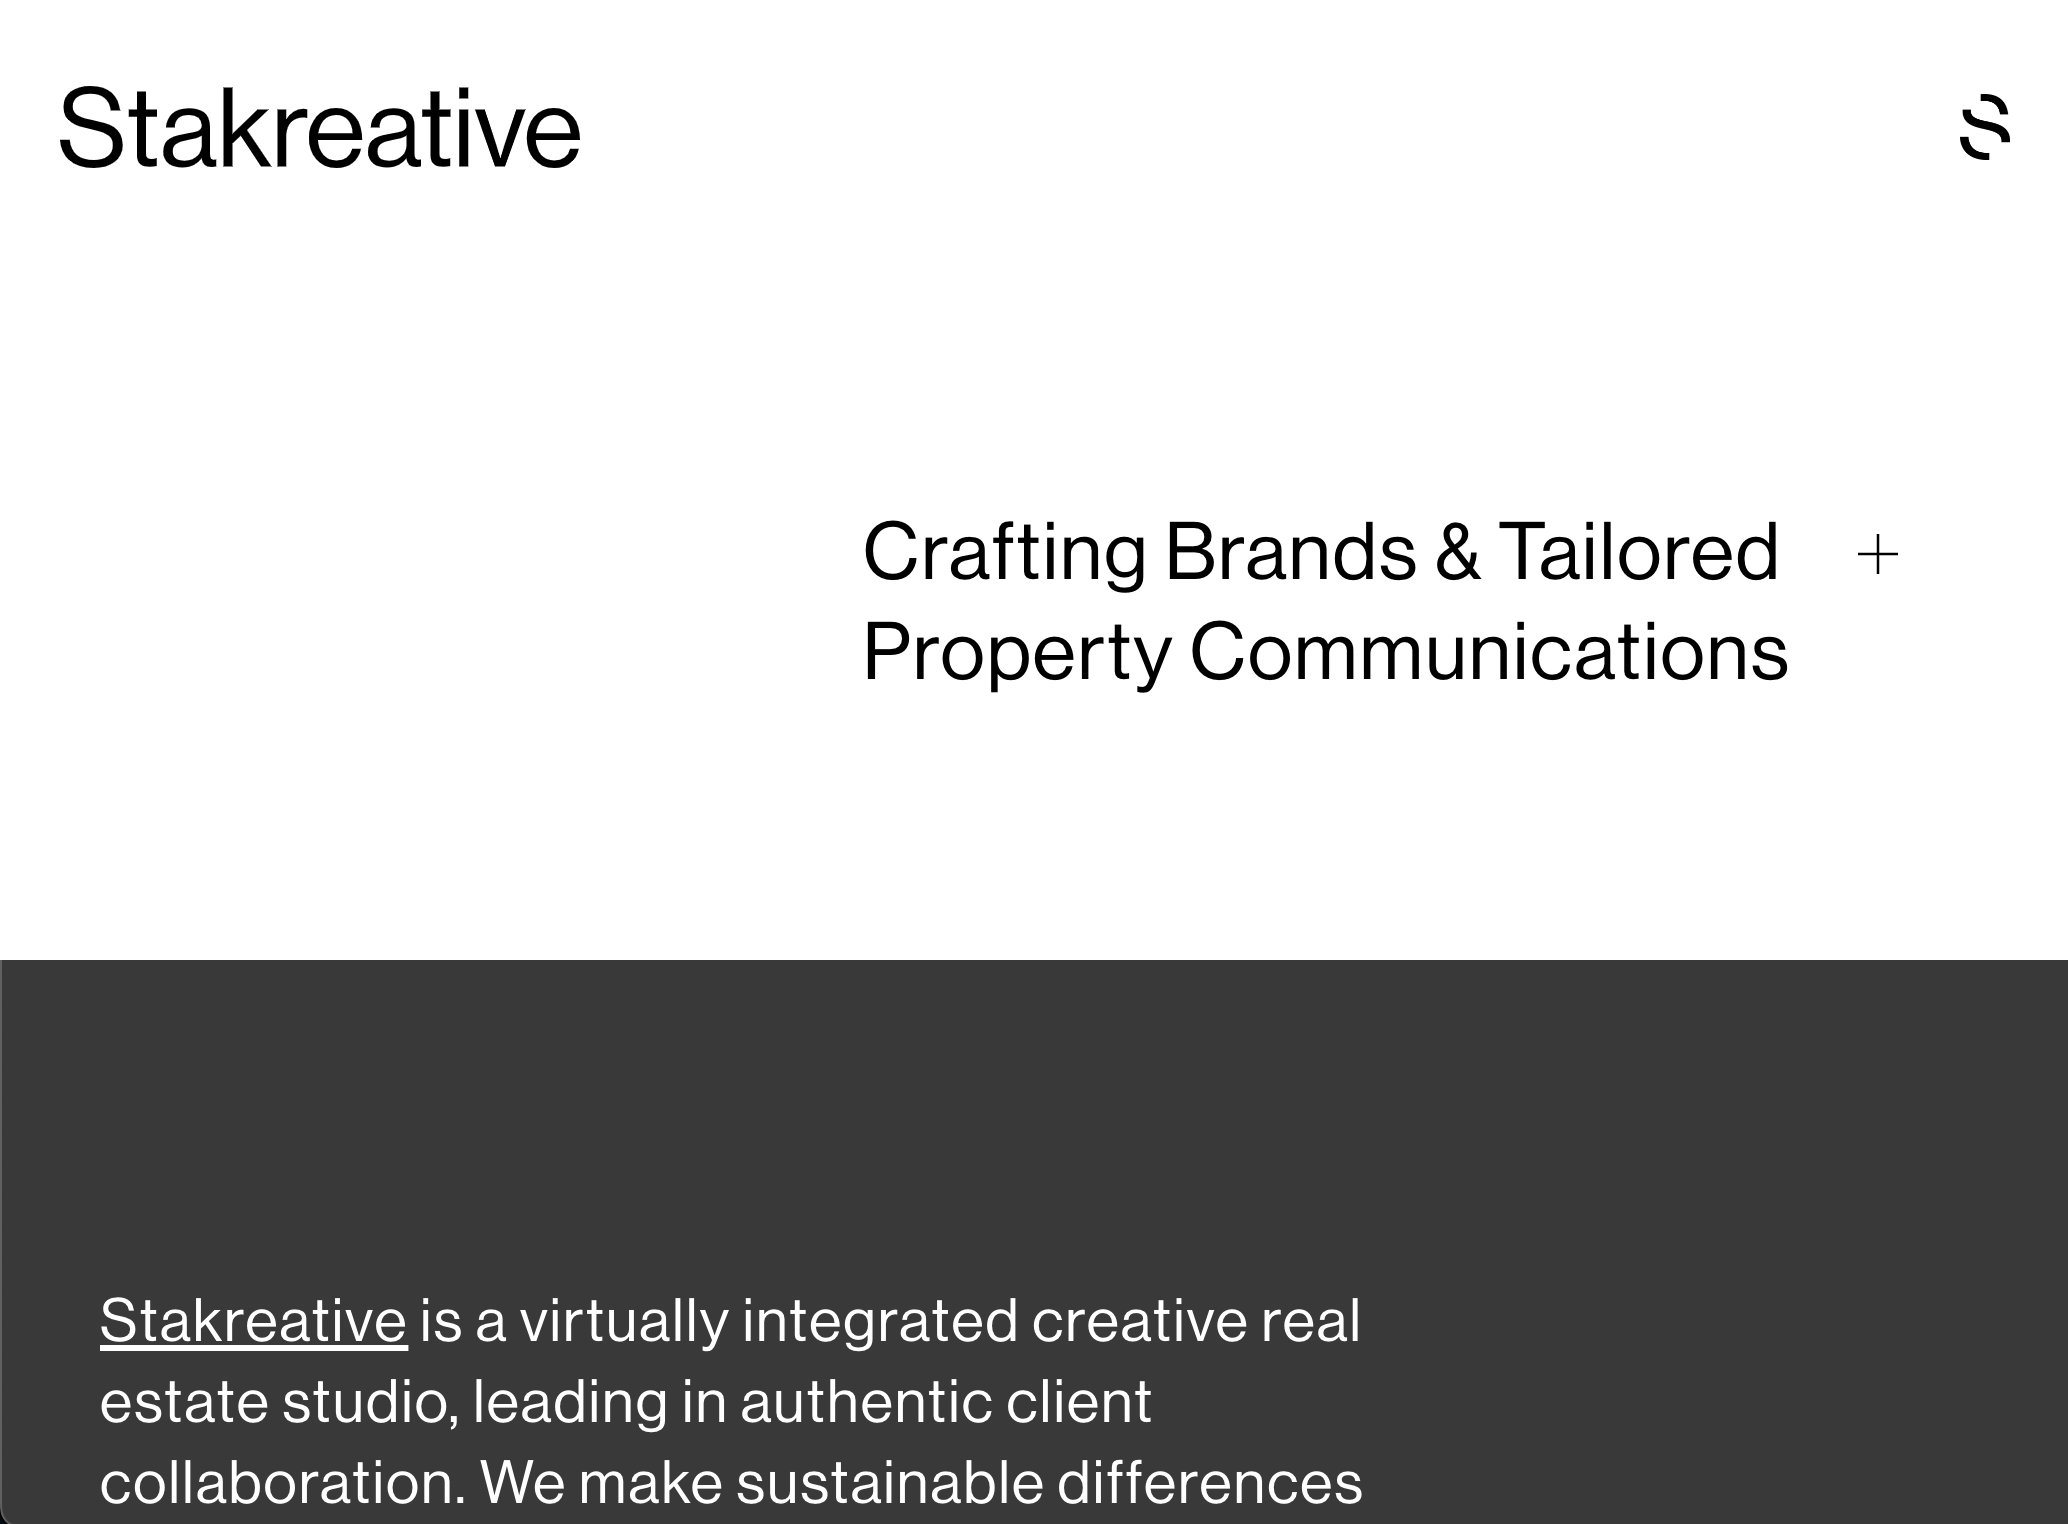 Stakreative
S
Crafting Brands & Tailored
Property Communications
Stakreative is a virtually integrated creative real
estate studio, leading in authentic client
collaboration. We make sustainable differences